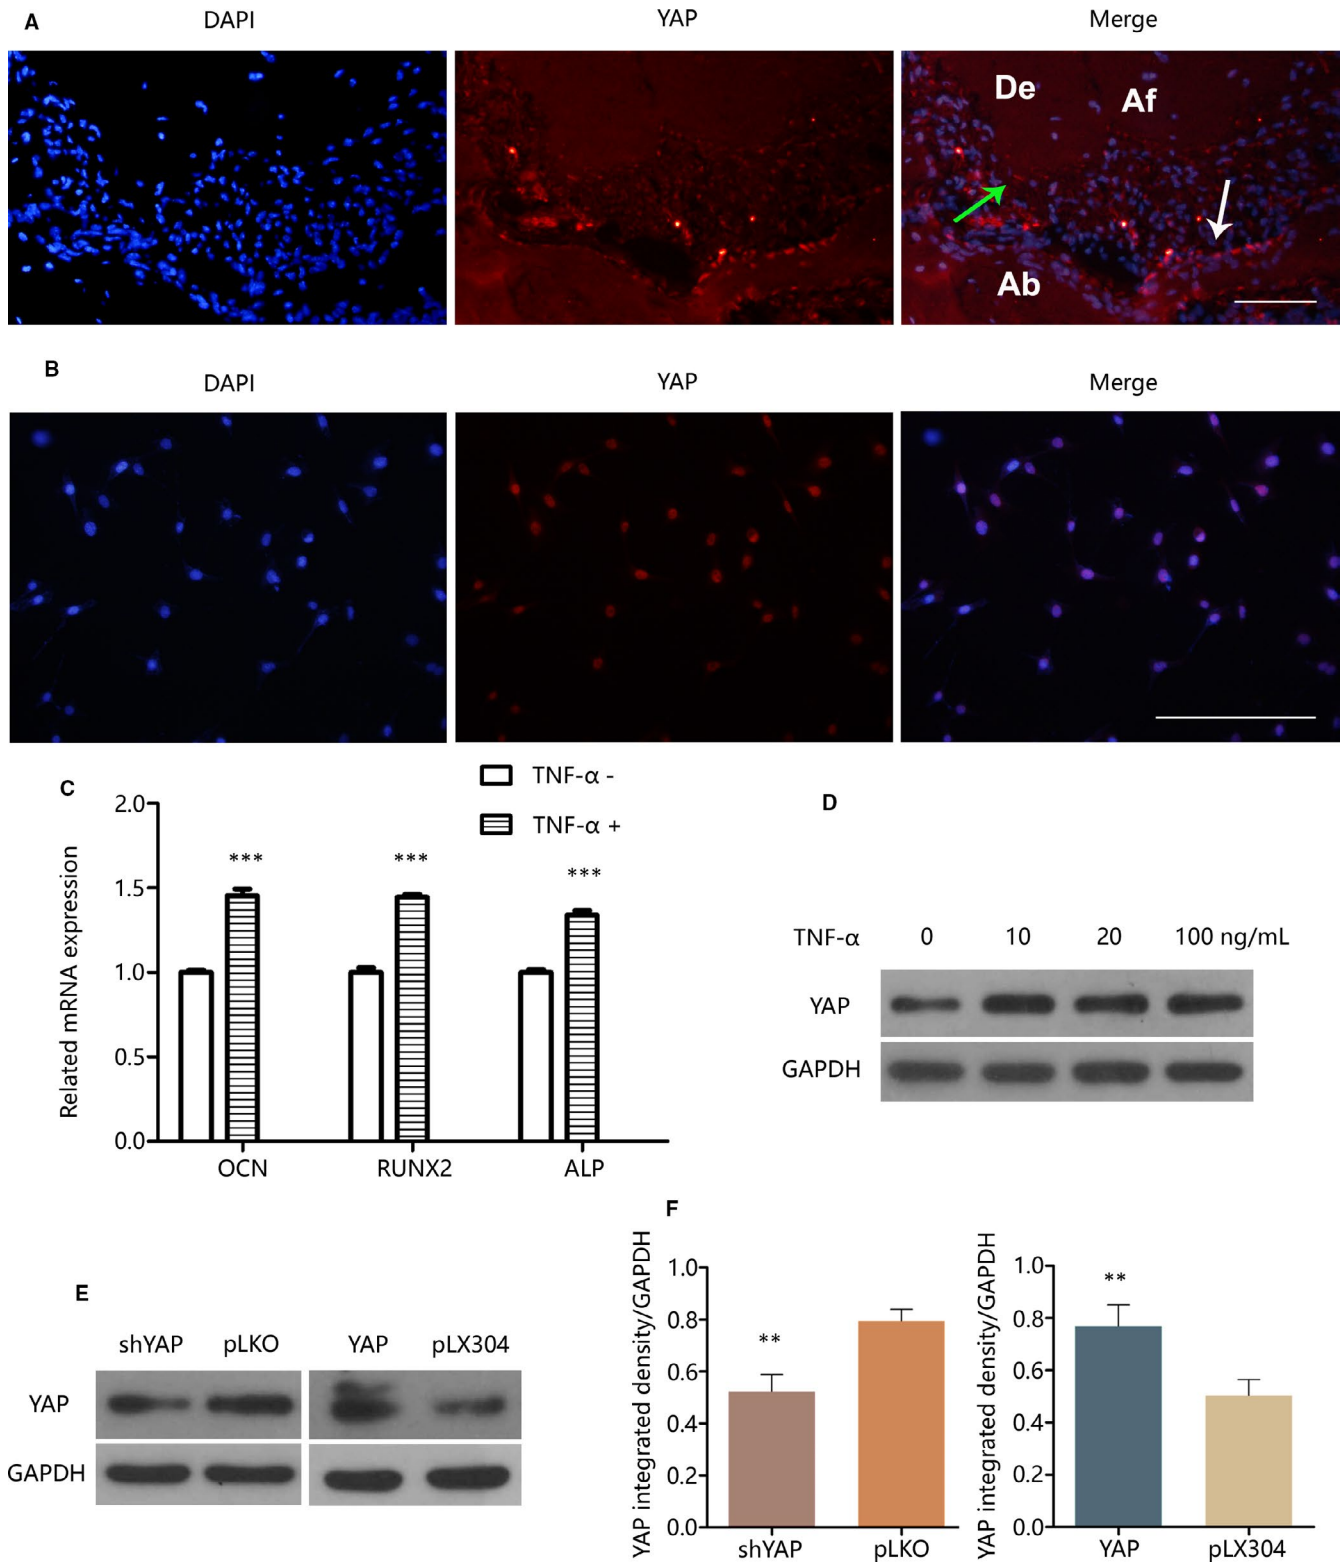 A
DAPI YAP Merge
De Af
Ab
B
DAPI YAP Merge
C
TNF-α -
TNF-α +
2.0
1.5
1.0
0.5
0.0
Related mRNA expression
*** *** ***
OCN RUNX2 ALP
D
TNF-α 0 10 20 100 ng/mL
YAP
GAPDH
E
shYAP pLKO YAP pLX304
YAP
GAPDH
F
YAP integrated density/GAPDH
1.0
0.8
0.6
0.4
0.2
0.0
**
shYAP pLKO
YAP integrated density/GAPDH
1.0
0.8
0.6
0.4
0.2
0.0
**
YAP pLX304